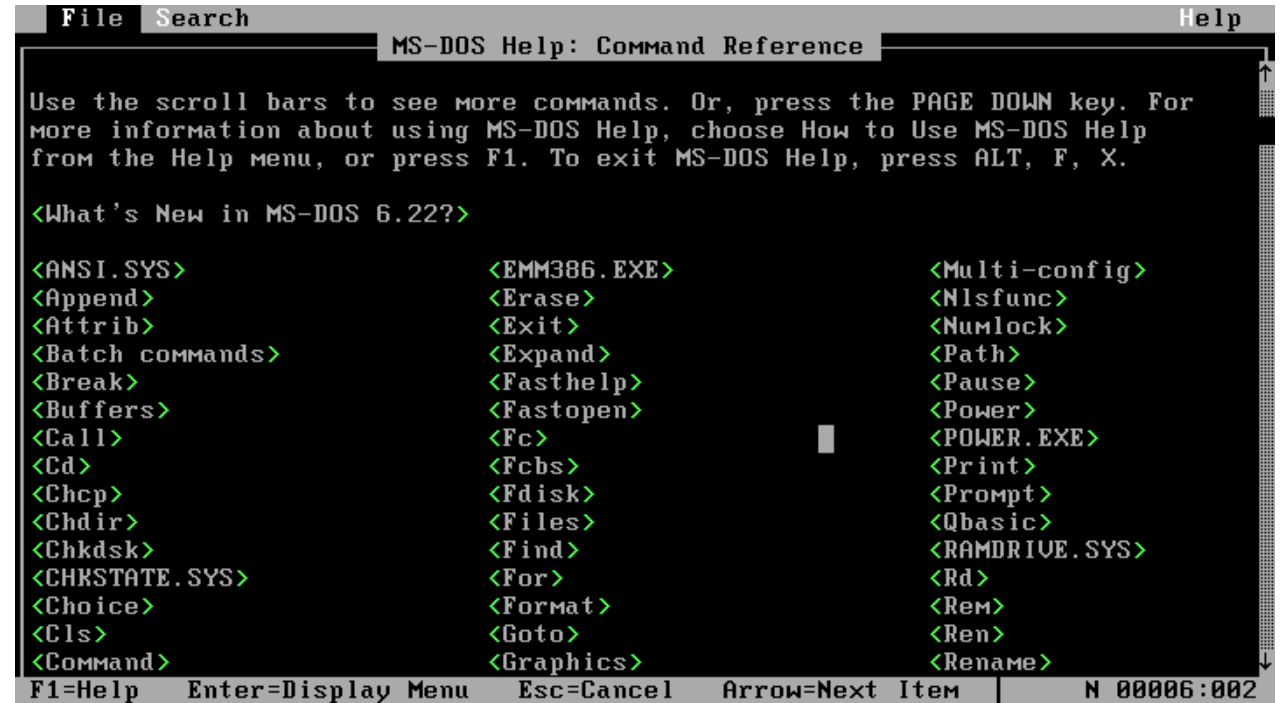 File Search Help
MS-DOS Help: Command Reference
↑
Use the scroll bars to see more commands. Or, press the PAGE DOWN key. For
more information about using MS-DOS Help, choose How to Use MS-DOS Help
from the Help menu, or press F1. To exit MS-DOS Help, press ALT, F, X.
<What's New in MS-DOS 6.22?>
<ANSI.SYS> <EMM386.EXE> <Multi-config>
<Append> <Erase> <Nlsfunc>
<Attrib> <Exit> <Numlock>
<Batch commands> <Expand> <Path>
<Break> <Fasthelp> <Pause>
<Buffers> <Fastopen> <Power>
<Call> <Fc> <POWER.EXE>
<Cd> <Fcbs> <Print>
<Chcp> <Fdisk> <Prompt>
<Chdir> <Files> <Qbasic>
<Chkdsk> <Find> <RAMDRIVE.SYS>
<CHKSTATE.SYS> <For> <Rd>
<Choice> <Format> <Rem>
<Cls> <Goto> <Ren>
<Command> <Graphics> <Rename> ↓
F1=Help Enter=Display Menu Esc=Cancel Arrow=Next Item | N 00006:002